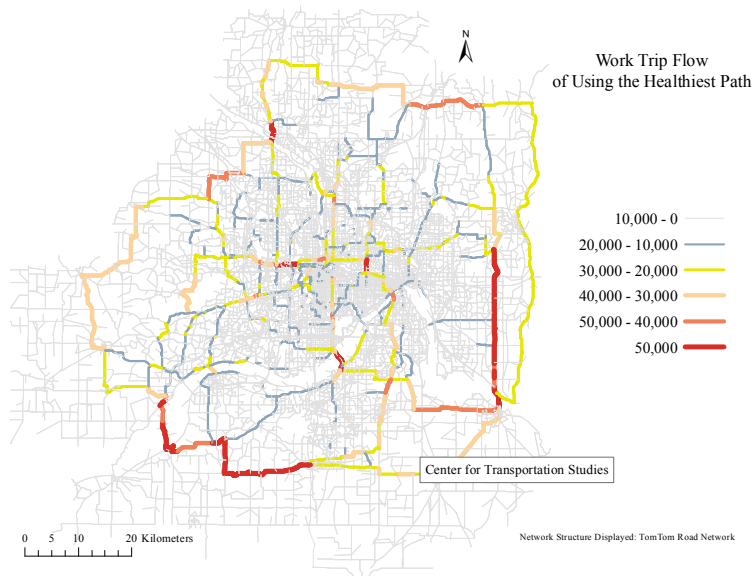 N
Work Trip Flow
of Using the Healthiest Path
10,000 - 0
20,000 - 10,000
30,000 - 20,000
40,000 - 30,000
50,000 - 40,000
50,000
Center for Transportation Studies
0 5 10 20 Kilometers
Network Structure Displayed: TomTom Road Network